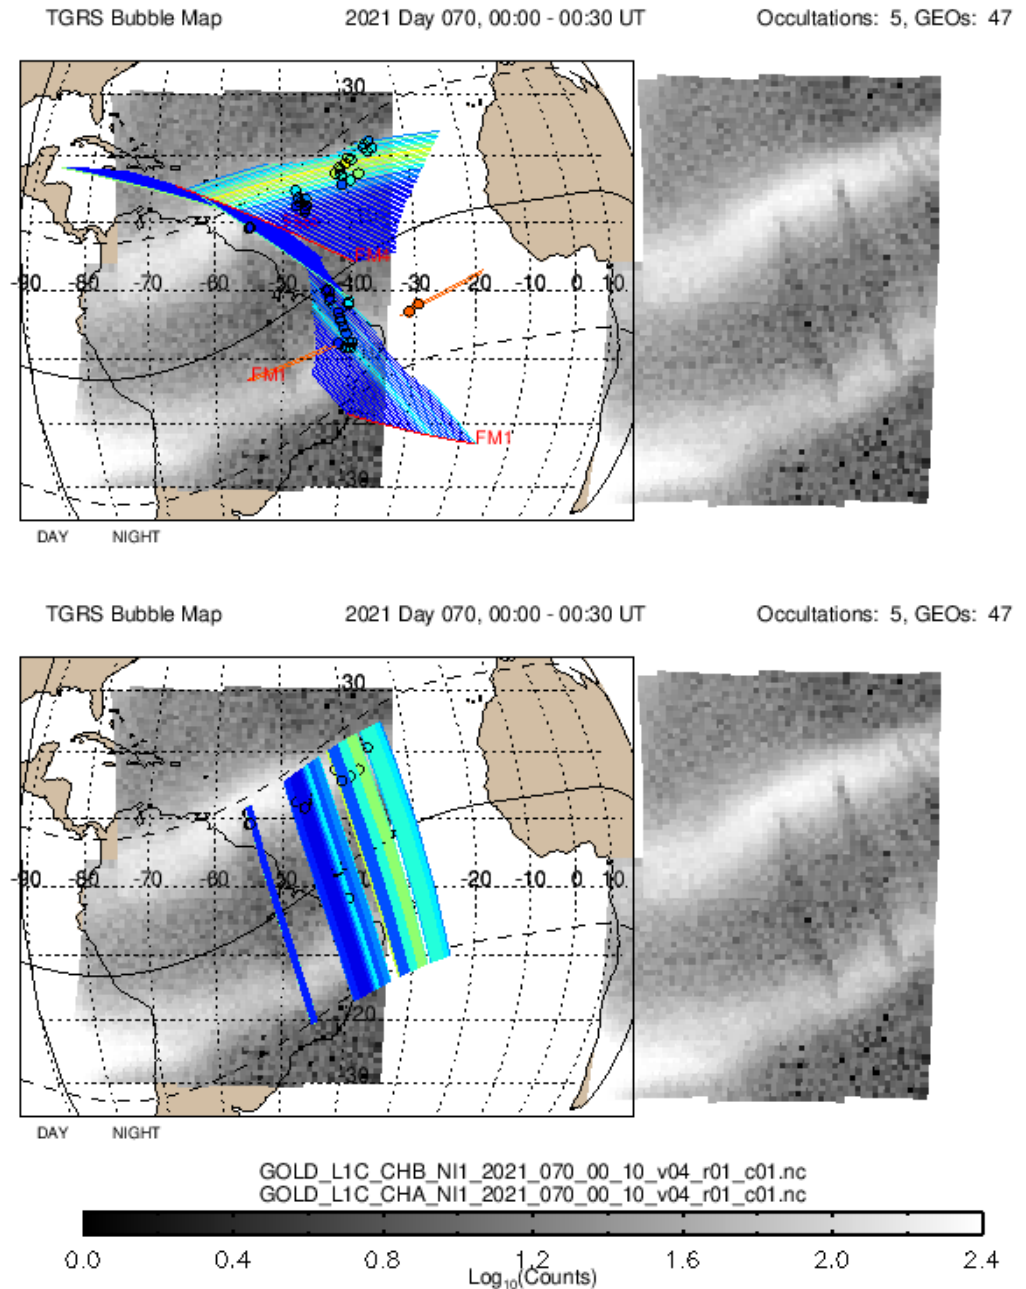 TGRS Bubble Map 2021 Day 070, 00:00 - 00:30 UT Occultations: 5, GEOs: 47
30
FM4
-90 -80 -70 -60 -50 -40 -30 -20 -10 0 10
FM1
FM1
-30
DAY NIGHT
TGRS Bubble Map 2021 Day 070, 00:00 - 00:30 UT Occultations: 5, GEOs: 47
30
-90 -80 -70 -60 -50 -20 -10 0 10
-20
-30
DAY NIGHT
GOLD_L1C_CHB_NI1_2021_070_00_10_v04_r01_c01.nc
GOLD_L1C_CHA_NI1_2021_070_00_10_v04_r01_c01.nc
0.0 0.4 0.8 1.2 1.6 2.0 2.4
Log₁₀(Counts)